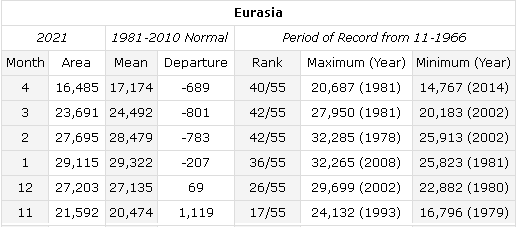 Eurasia
2021 1981-2010 Normal Period of Record from 11-1966
Month Area Mean Departure Rank Maximum (Year) Minimum (Year)
4 16,485 17,174 -689 40/55 20,687 (1981) 14,767 (2014)
3 23,691 24,492 -801 42/55 27,950 (1981) 20,183 (2002)
2 27,695 28,479 -783 42/55 32,285 (1978) 25,913 (2002)
1 29,115 29,322 -207 36/55 32,265 (2008) 25,823 (1981)
12 27,203 27,135 69 26/55 29,699 (2002) 22,882 (1980)
11 21,592 20,474 1,119 17/55 24,132 (1993) 16,796 (1979)